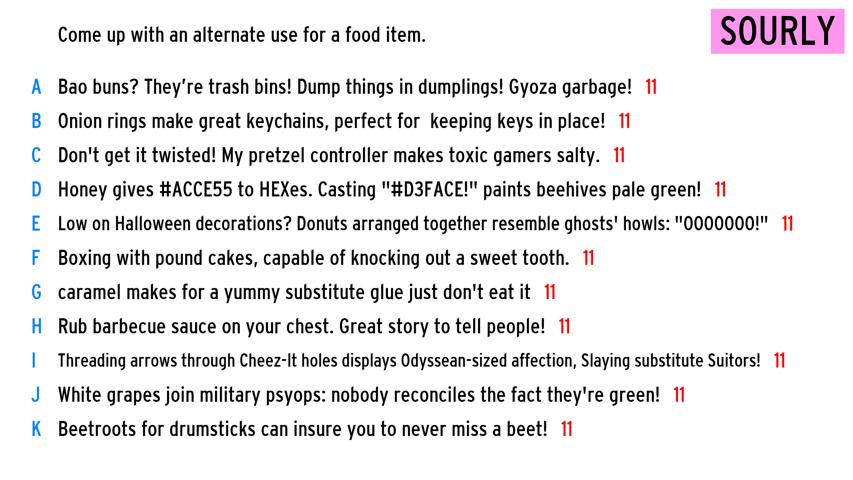 Come up with an alternate use for a food item.
SOURLY
A Bao buns? They’re trash bins! Dump things in dumplings! Gyoza garbage! 11
B Onion rings make great keychains, perfect for  keeping keys in place! 11
C Don't get it twisted! My pretzel controller makes toxic gamers salty. 11
D Honey gives #ACCE55 to HEXes. Casting "#D3FACE!" paints beehives pale green! 11
E Low on Halloween decorations? Donuts arranged together resemble ghosts' howls: "OOOOOOO!" 11
F Boxing with pound cakes, capable of knocking out a sweet tooth. 11
G caramel makes for a yummy substitute glue just don't eat it 11
H Rub barbecue sauce on your chest. Great story to tell people! 11
I Threading arrows through Cheez-It holes displays Odyssean-sized affection, Slaying substitute Suitors! 11
J White grapes join military psyops: nobody reconciles the fact they're green! 11
K Beetroots for drumsticks can insure you to never miss a beet! 11